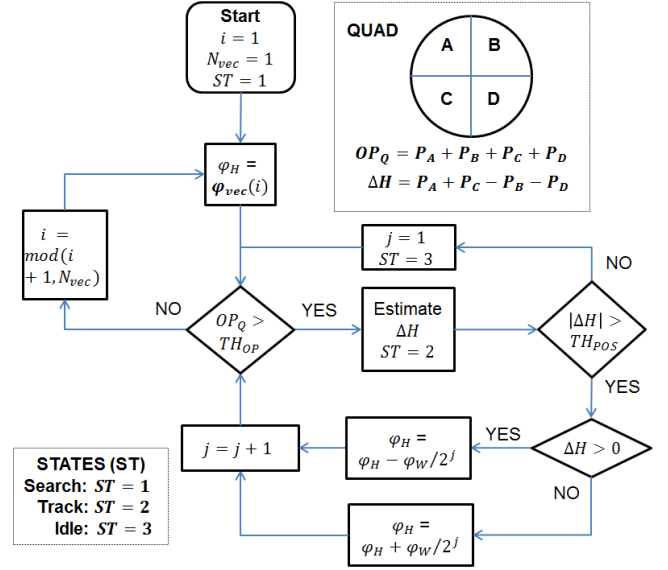 Start
i = 1
N_vec = 1
ST = 1
QUAD
A B
C D
OP_Q = P_A + P_B + P_C + P_D
ΔH = P_A + P_C − P_B − P_D
φ_H =
φ_vec(i)
i =
mod(i
+ 1, N_vec)
j = 1
ST = 3
NO
NO
OP_Q >
TH_OP
YES
Estimate
ΔH
ST = 2
|ΔH| >
TH_POS
YES
j = j + 1
φ_H =
φ_H − φ_W/2^j
YES
ΔH > 0
NO
STATES (ST)
Search: ST = 1
Track: ST = 2
Idle: ST = 3
φ_H =
φ_H + φ_W/2^j